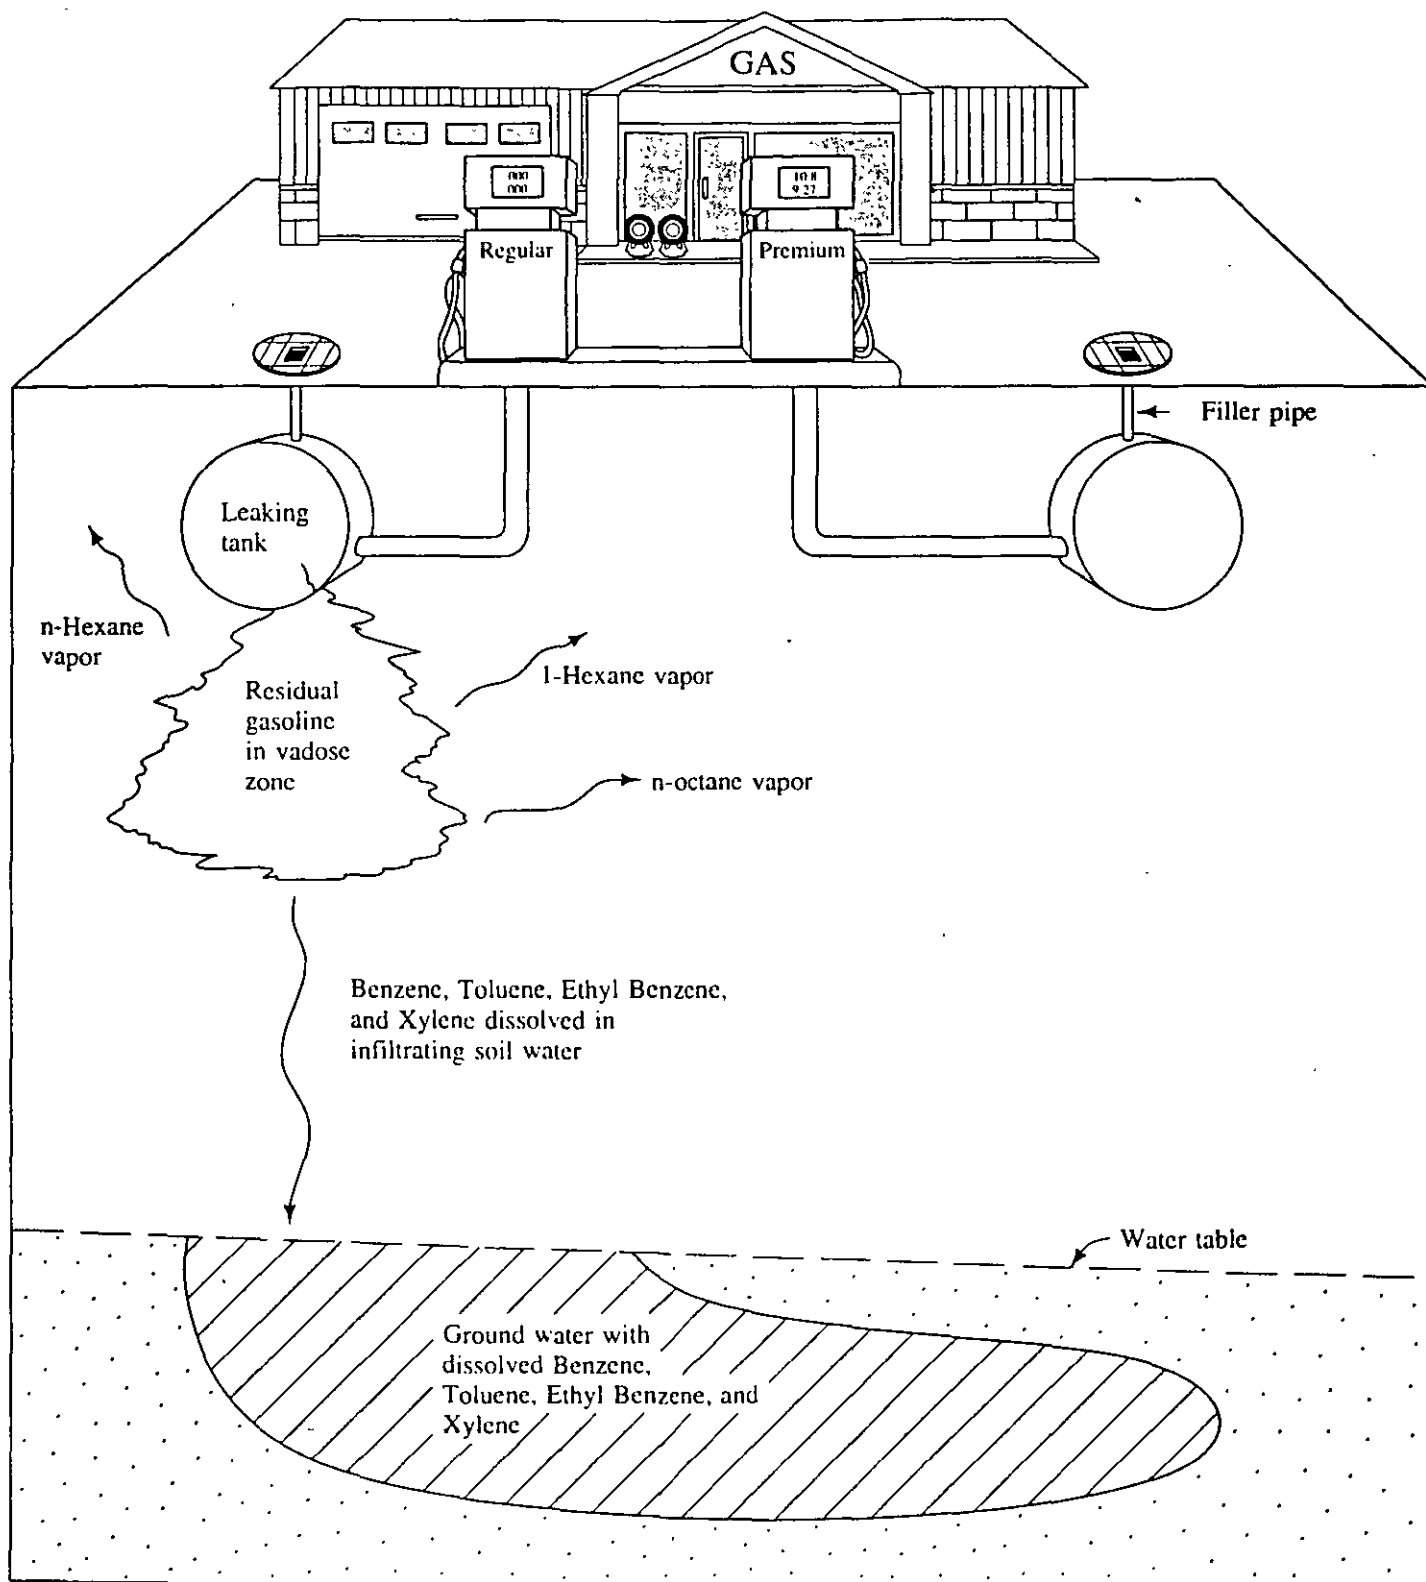 GAS
000
000
Regular
Premium
Filler pipe
Leaking
tank
n-Hexane
vapor
1-Hexane vapor
Residual
gasoline
in vadose
zone
n-octane vapor
Benzene, Toluene, Ethyl Benzene,
and Xylene dissolved in
infiltrating soil water
Water table
Ground water with
dissolved Benzene,
Toluene, Ethyl Benzene, and
Xylene